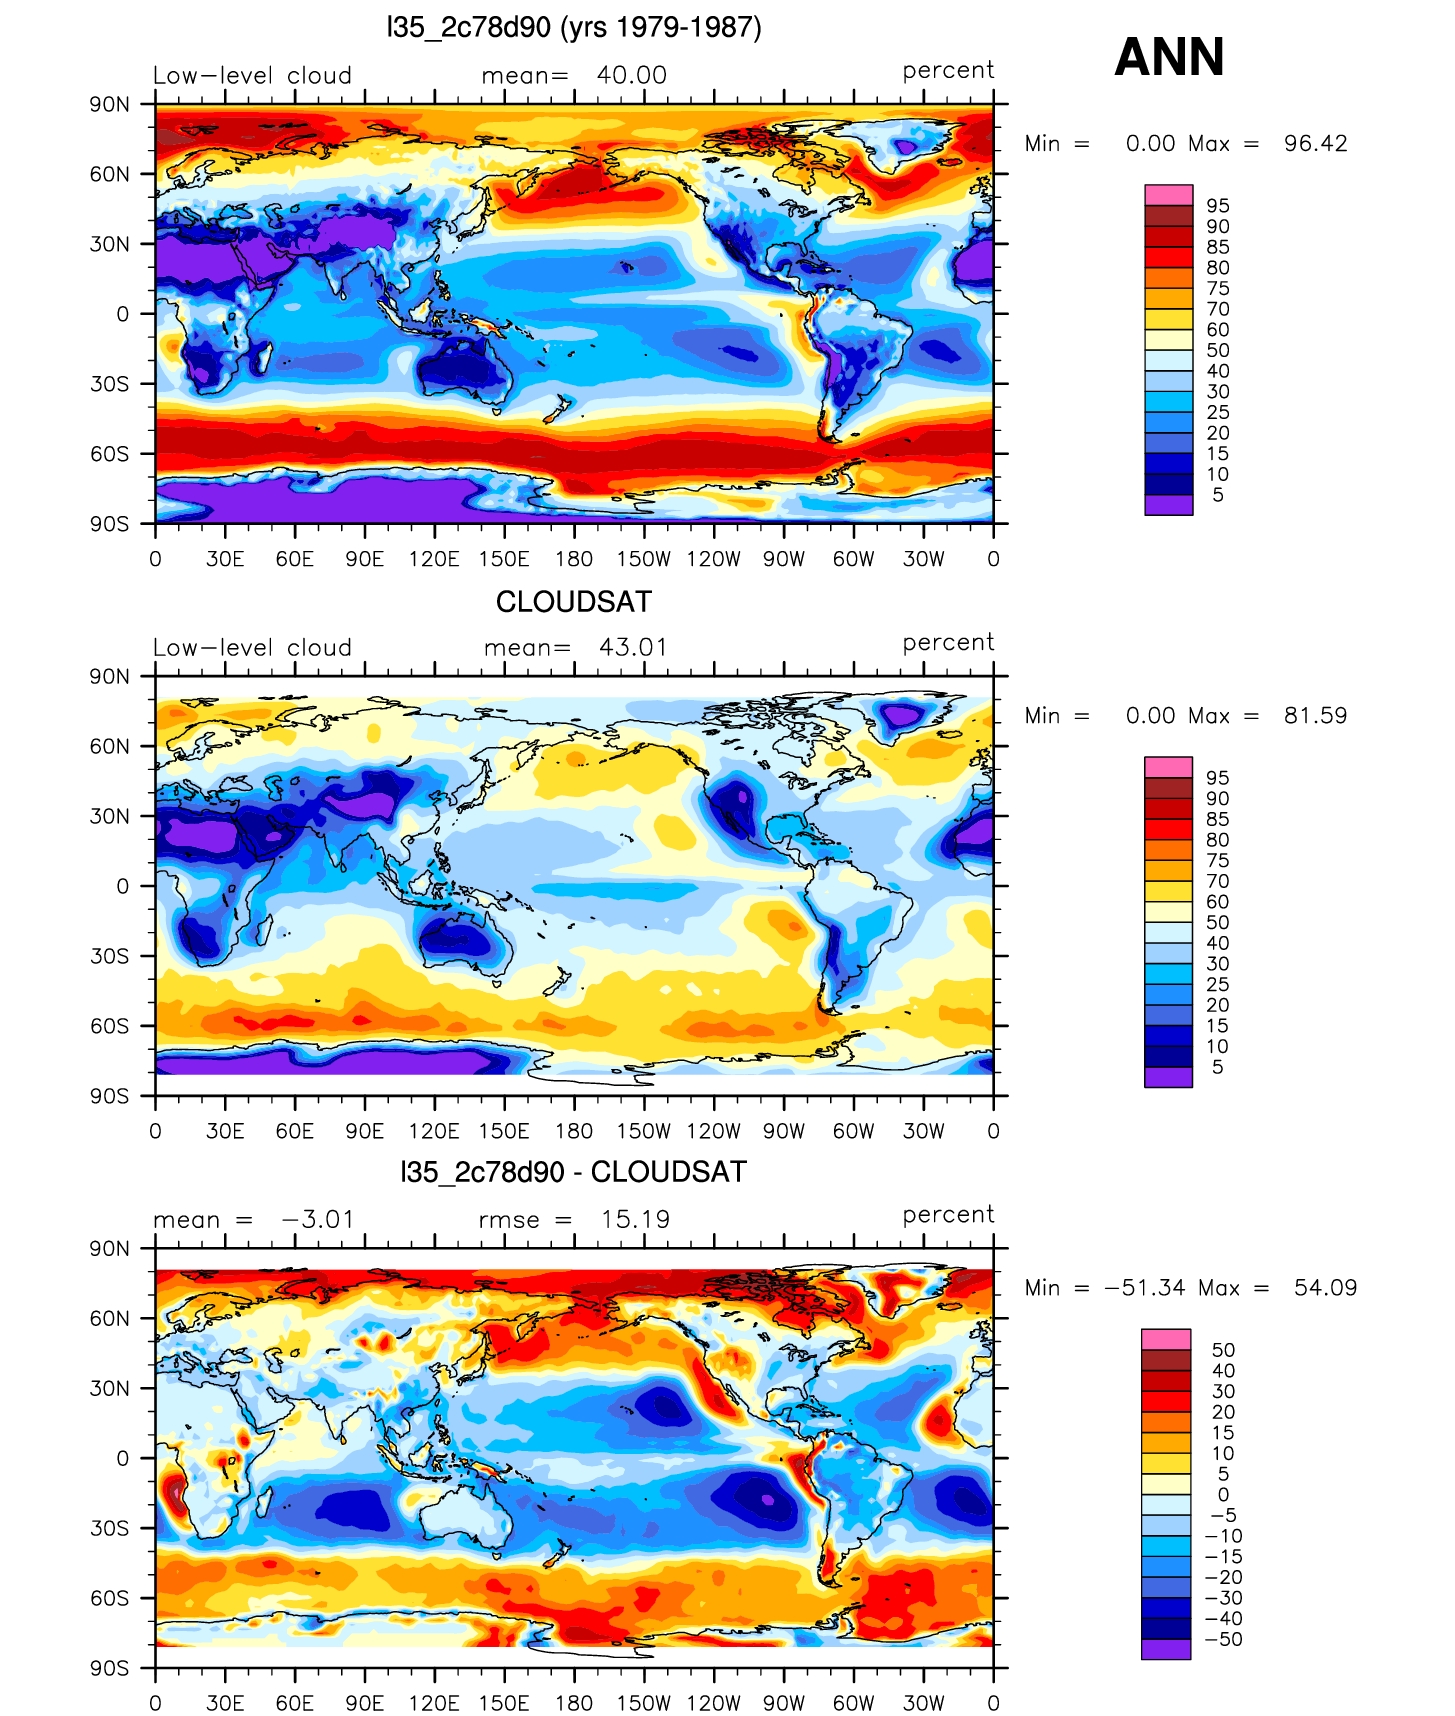 l35_2c78d90 (yrs 1979-1987)
ANN
Low-level cloud mean= 40.00 percent
Min = 0.00 Max = 96.42
90N
60N
30N
0
30S
60S
90S
0 30E 60E 90E 120E 150E 180 150W 120W 90W 60W 30W 0
95
90
85
80
75
70
60
50
40
30
25
20
15
10
5
CLOUDSAT
Low-level cloud mean= 43.01 percent
Min = 0.00 Max = 81.59
90N
60N
30N
0
30S
60S
90S
0 30E 60E 90E 120E 150E 180 150W 120W 90W 60W 30W 0
95
90
85
80
75
70
60
50
40
30
25
20
15
10
5
l35_2c78d90 - CLOUDSAT
mean = -3.01 rmse = 15.19 percent
Min = -51.34 Max = 54.09
90N
60N
30N
0
30S
60S
90S
0 30E 60E 90E 120E 150E 180 150W 120W 90W 60W 30W 0
50
40
30
20
15
10
5
0
-5
-10
-15
-20
-30
-40
-50